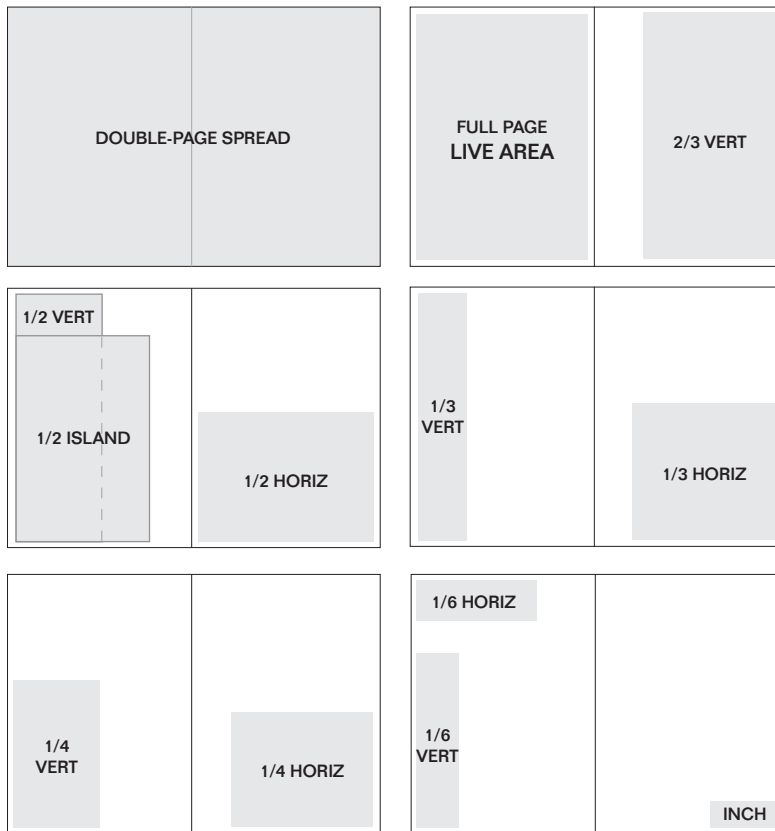 DOUBLE-PAGE SPREAD
FULL PAGE
LIVE AREA
2/3 VERT
1/2 VERT
1/2 ISLAND
1/2 HORIZ
1/3
VERT
1/3 HORIZ
1/4
VERT
1/4 HORIZ
1/6 HORIZ
1/6
VERT
INCH